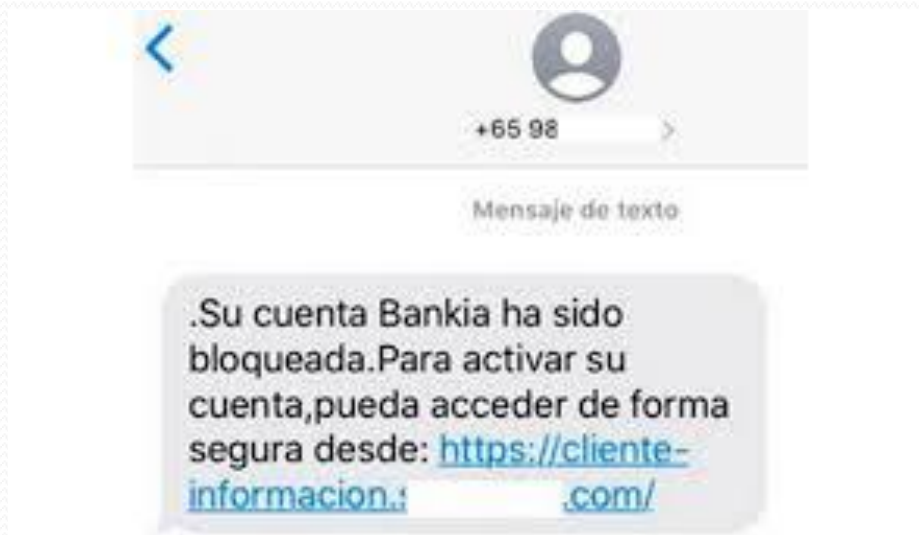 +65 98
Mensaje de texto
.Su cuenta Bankia ha sido
bloqueada.Para activar su
cuenta,pueda acceder de forma
segura desde: https://cliente-
informacion.s .com/